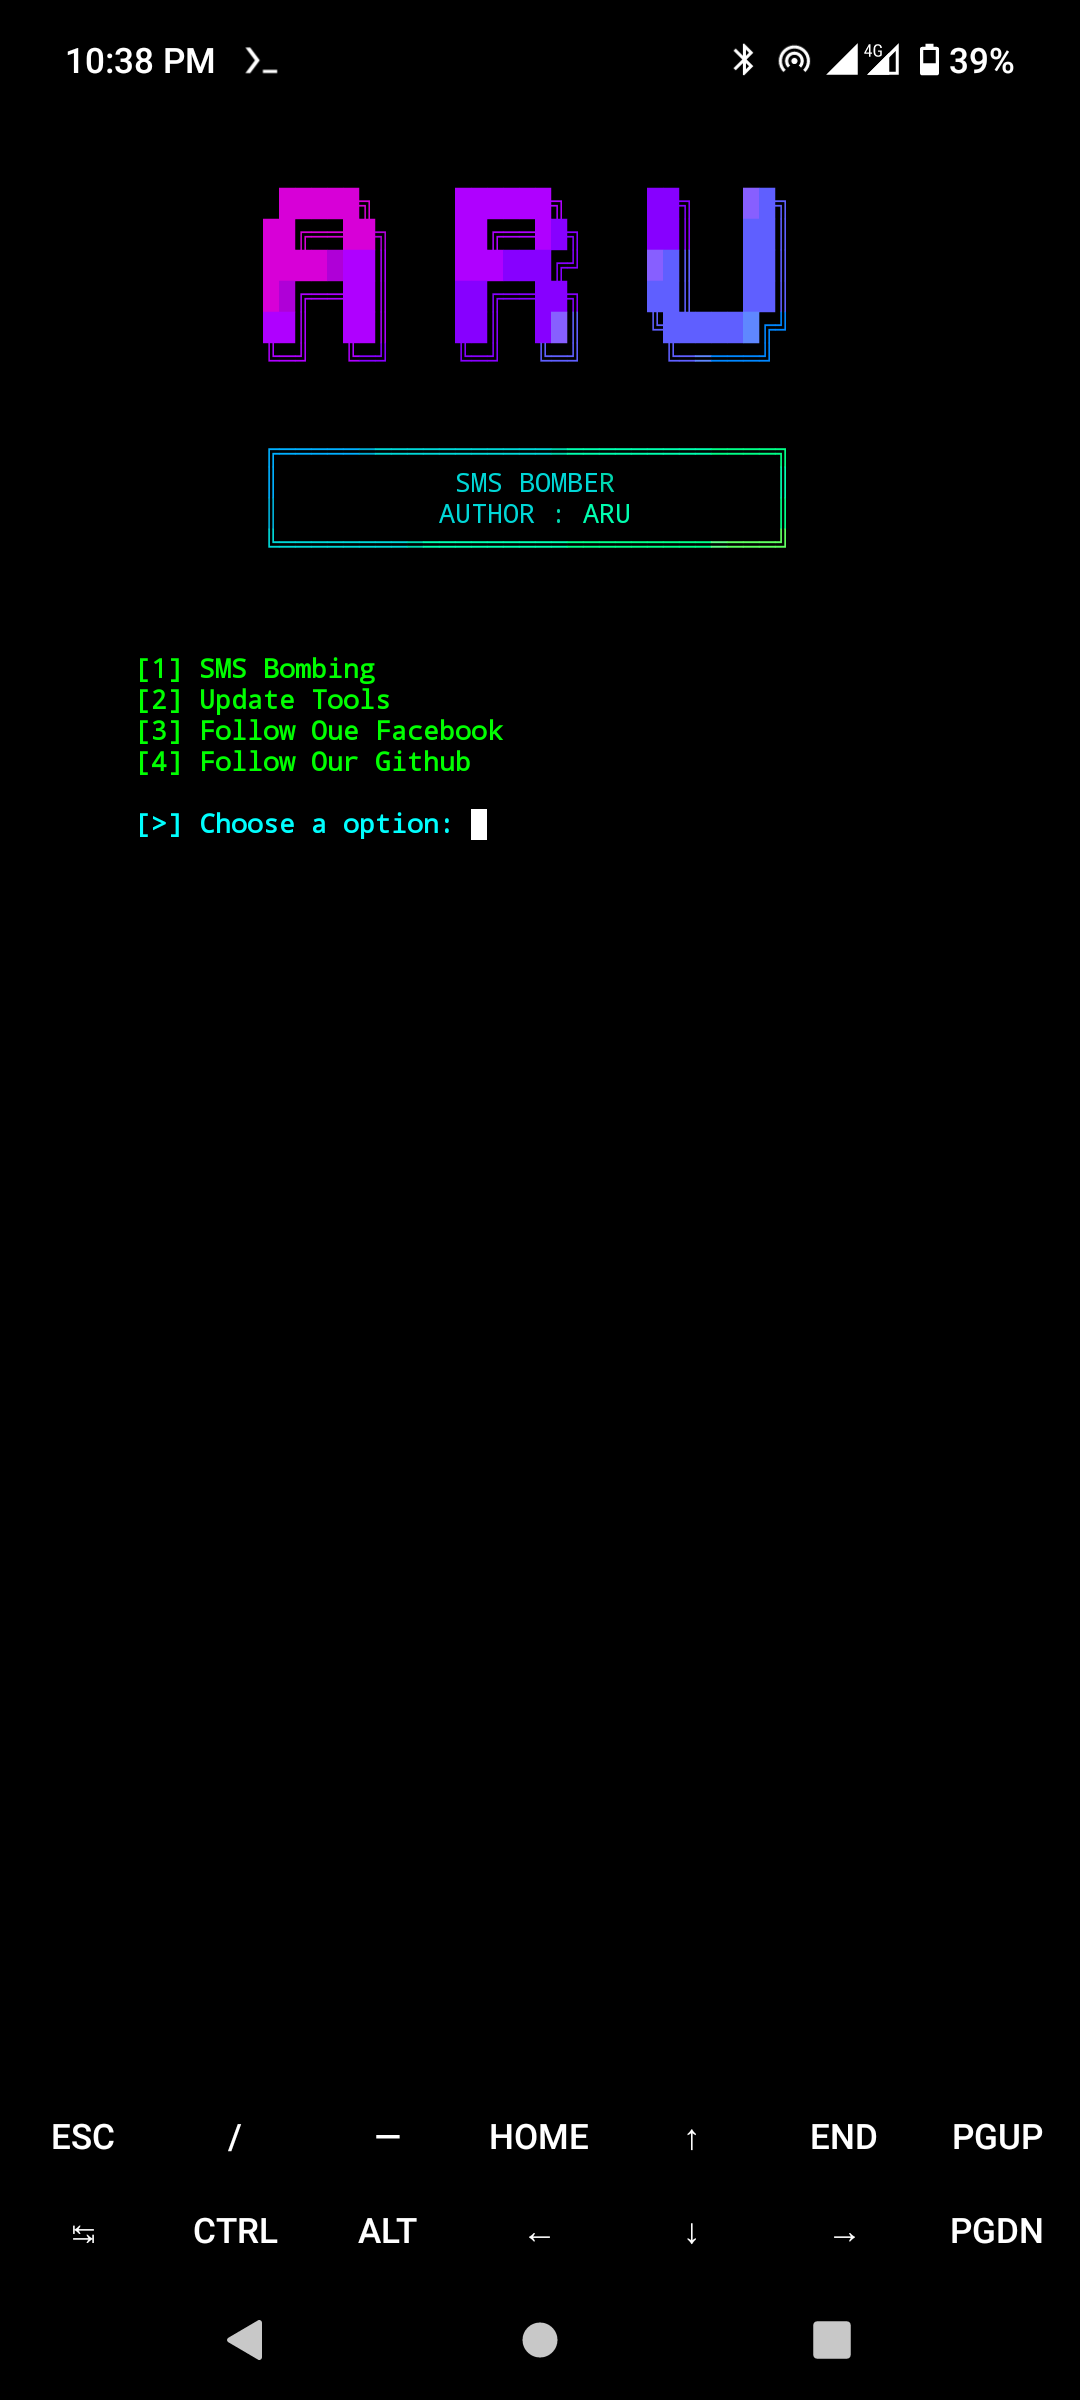 10:38 PM
4G 39%
ARU
SMS BOMBER
AUTHOR : ARU
[1] SMS Bombing
[2] Update Tools
[3] Follow Oue Facebook
[4] Follow Our Github
[>] Choose a option:
ESC / — HOME ↑ END PGUP
↹ CTRL ALT ← ↓ → PGDN